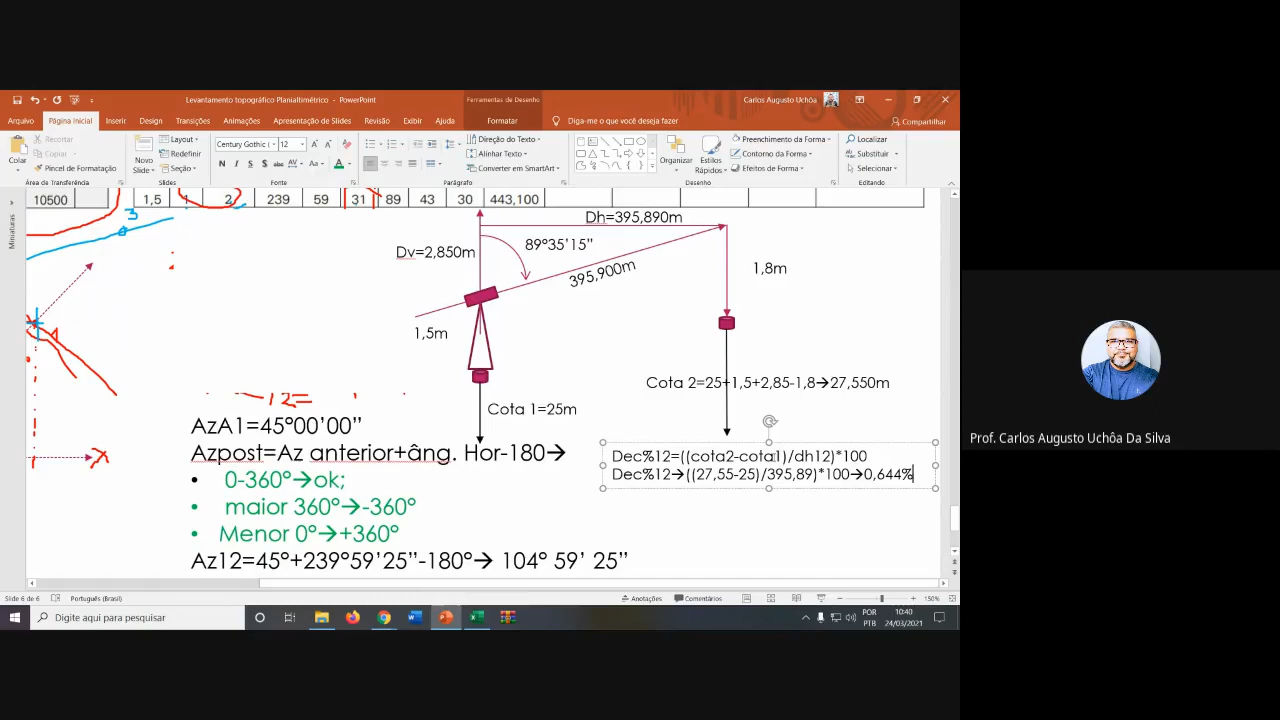 Levantamento topográfico Planialtimétrico - PowerPoint
Ferramentas de Desenho
Carlos Augusto Uchôa
Arquivo Página Inicial Inserir Design Transições Animações Apresentação de Slides Revisão Exibir Ajuda Formatar Diga-me o que você deseja fazer Compartilhar
Colar
Recortar
Copiar
Pincel de Formatação
Área de Transferência
Novo Slide
Layout
Redefinir
Seção
Slides
Century Gothic ( 12
N I S S abc AV Aa A
Fonte
Direção do Texto
Alinhar Texto
Converter em SmartArt
Parágrafo
Organizar
Estilos Rápidos
Preenchimento da Forma
Contorno da Forma
Efeitos de Forma
Desenho
Localizar
Substituir
Selecionar
Editando
Miniaturas
10500 1,5 1 2 239 59 31 89 43 30 443,100
3
Dh=395,890m
Dv=2,850m
89°35'15”
395,900m
1,8m
1,5m
Cota 2=25+1,5+2,85-1,8→27,550m
12=
Cota 1=25m
AzA1=45°00’00”
Azpost=Az anterior+âng. Hor-180→
• 0-360°→ok;
• maior 360°→-360°
• Menor 0°→+360°
Az12=45°+239°59’25”-180°→ 104° 59’ 25”
Dec%12=((cota2-cota1)/dh12)*100
Dec%12→((27,55-25)/395,89)*100→0,644%
X
Slide 6 de 6 Português (Brasil) Anotações Comentários 150%
Digite aqui para pesquisar
POR
PTB
10:40
24/03/2021
Prof. Carlos Augusto Uchôa Da Silva